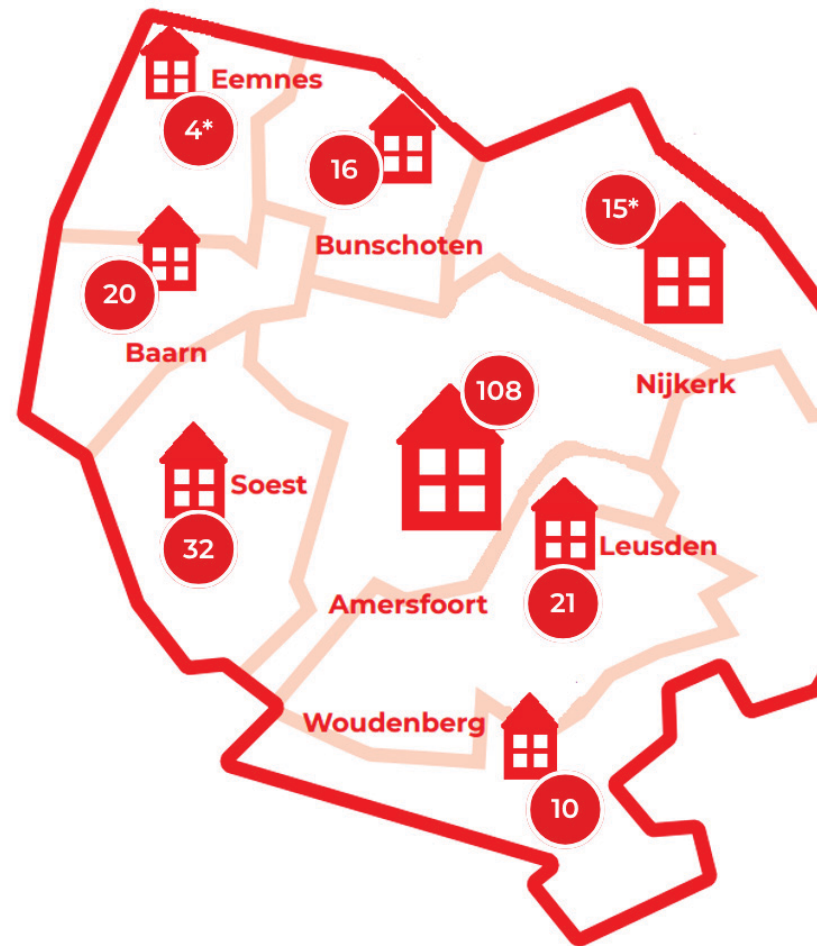 Eemnes
4*
16
15*
Bunschoten
20
Baarn
108
Nijkerk
Soest
32
Leusden
21
Amersfoort
Woudenberg
10